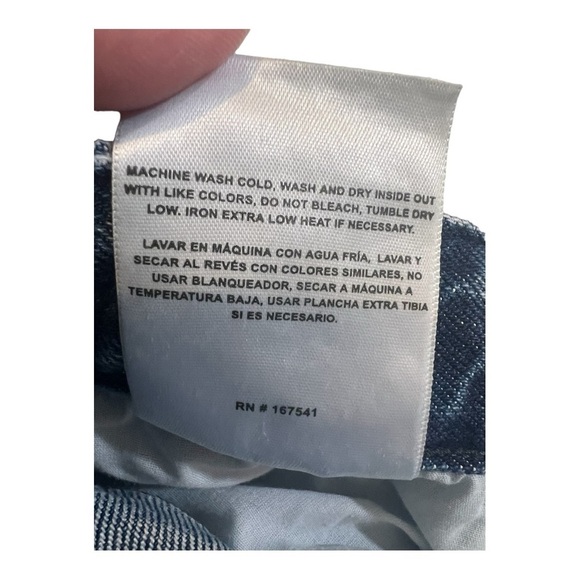 MACHINE WASH COLD, WASH AND DRY INSIDE OUT
WITH LIKE COLORS, DO NOT BLEACH, TUMBLE DRY
LOW. IRON EXTRA LOW HEAT IF NECESSARY.
LAVAR EN MÁQUINA CON AGUA FRÍA, LAVAR Y
SECAR AL REVÉS CON COLORES SIMILARES, NO
USAR BLANQUEADOR, SECAR A MÁQUINA A
TEMPERATURA BAJA, USAR PLANCHA EXTRA TIBIA
SI ES NECESARIO.
RN # 167541